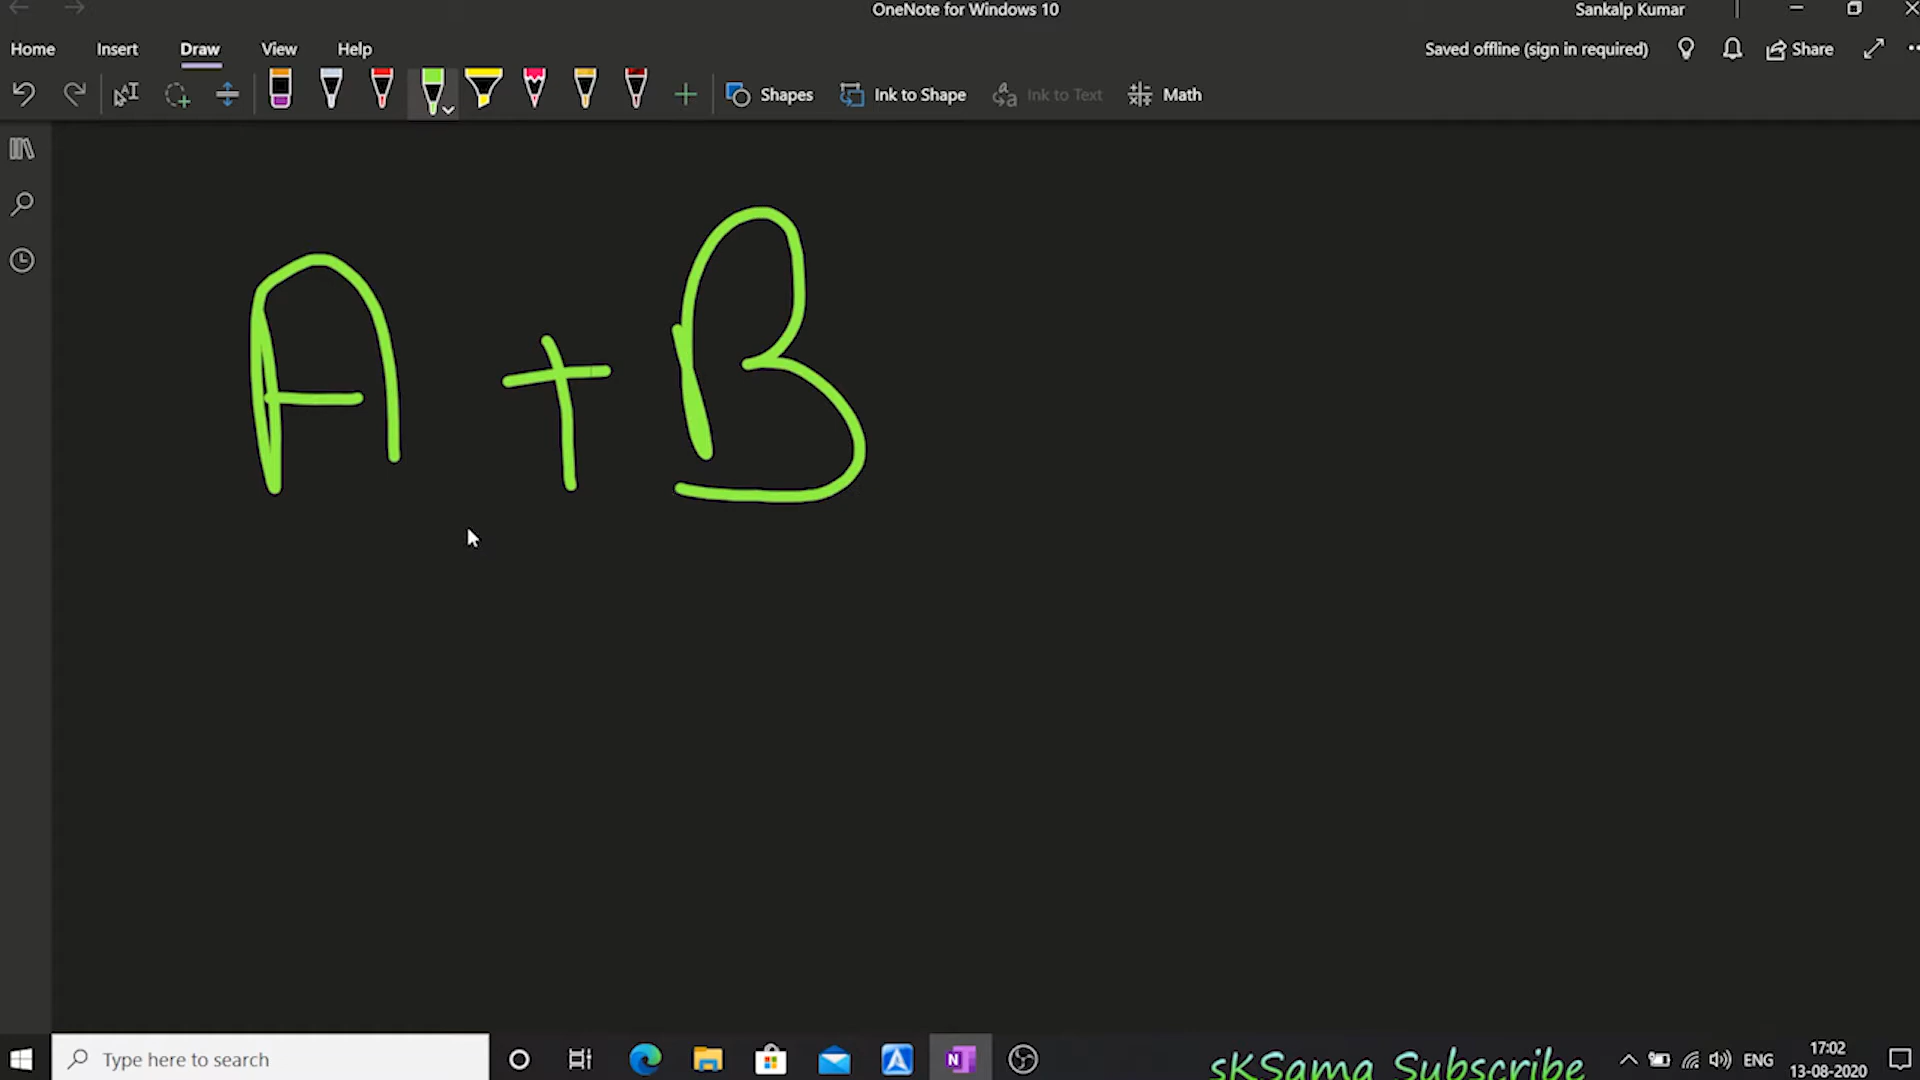 OneNote for Windows 10
Sankalp Kumar
Home Insert Draw View Help
Saved offline (sign in required)
Share
Shapes Ink to Shape Ink to Text Math
A + B
Type here to search
sKSama Subscribe
ENG
17:02
13-08-2020